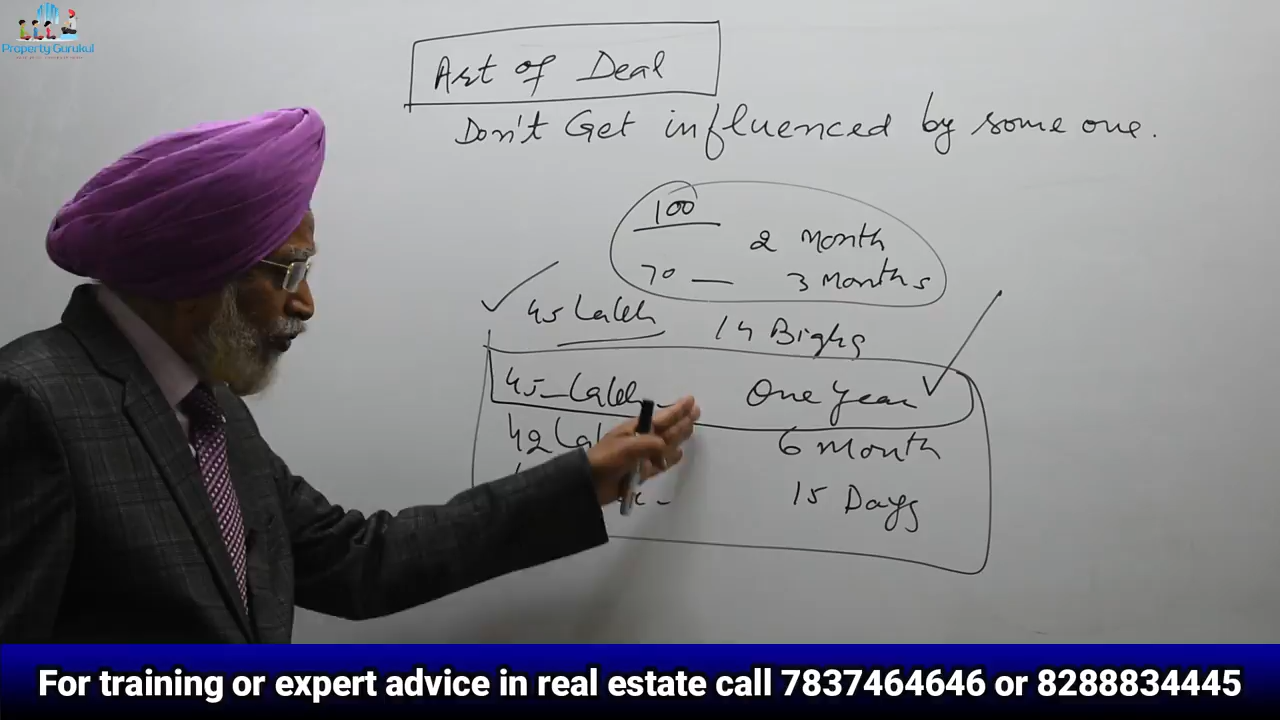 Property Gurukul
Art of Deal
Don't Get influenced by some one.
100
2 Month
70 — 3 Months
45 Lakh 14 Bigha
45 - Lakh - One Year
42 6 Month
15 Days
For training or expert advice in real estate call 7837464646 or 8288834445